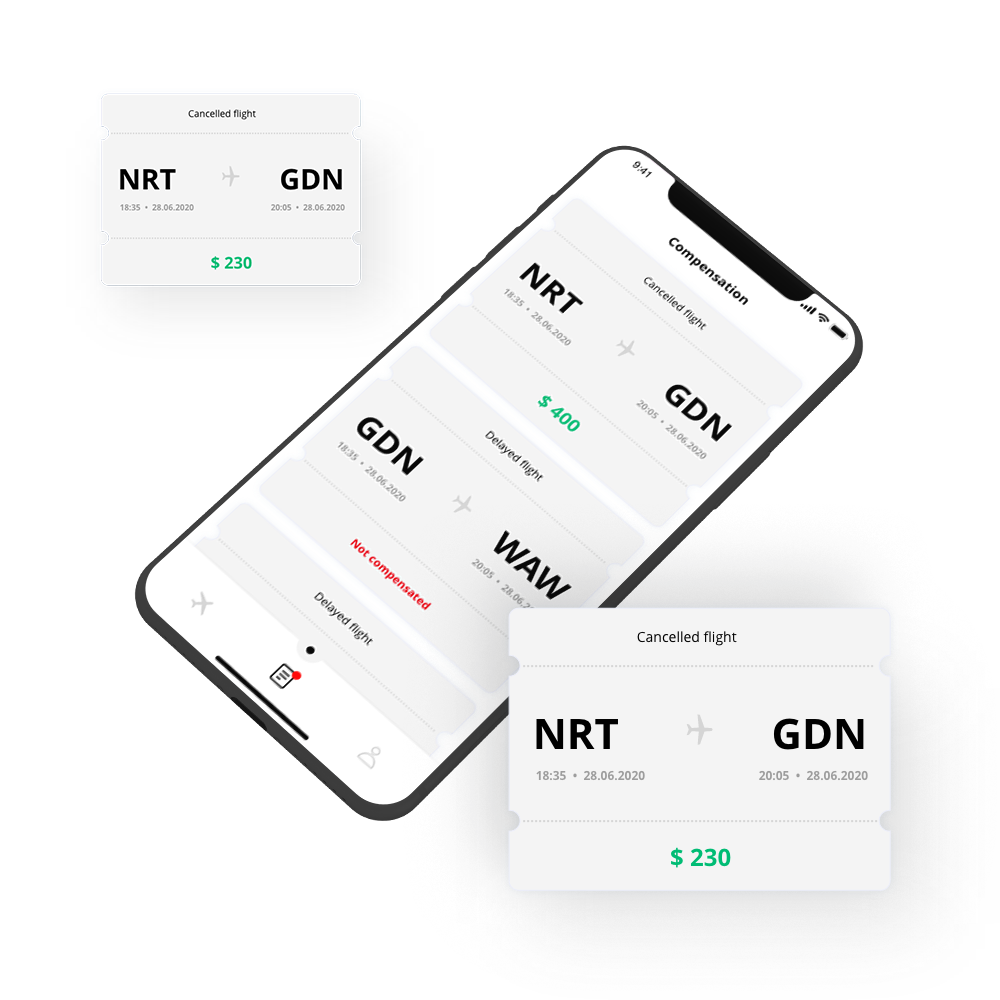 Cancelled flight
NRT GDN
18:35 • 28.06.2020 20:05 • 28.06.2020
$ 230
9:41
Compensation
Cancelled flight
NRT GDN
18:35 • 28.06.2020 20:05 • 28.06.2020
$ 400
Delayed flight
GDN WAW
18:35 • 28.06.2020 20:05 • 28.06.2
Not compensated
Delayed flight
Cancelled flight
NRT GDN
18:35 • 28.06.2020 20:05 • 28.06.2020
$ 230